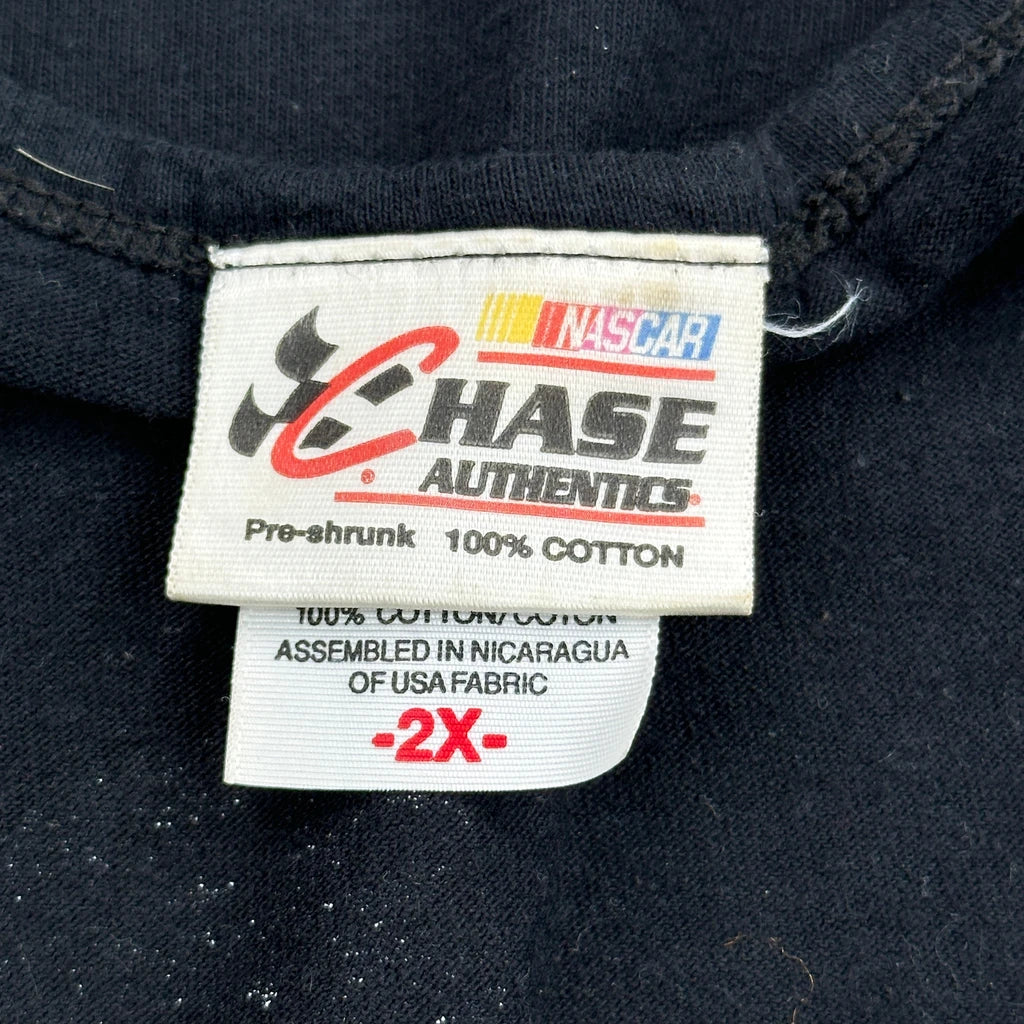 NASCAR
CHASE
AUTHENTICS®
Pre-shrunk 100% COTTON
100% COTTON/COTON
ASSEMBLED IN NICARAGUA
OF USA FABRIC
-2X-